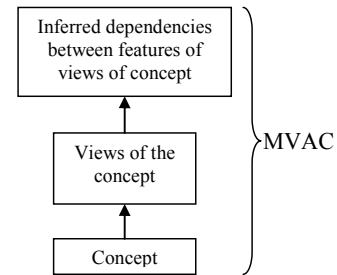 Inferred dependencies
between features of
views of concept
Views of the
concept
MVAC
Concept